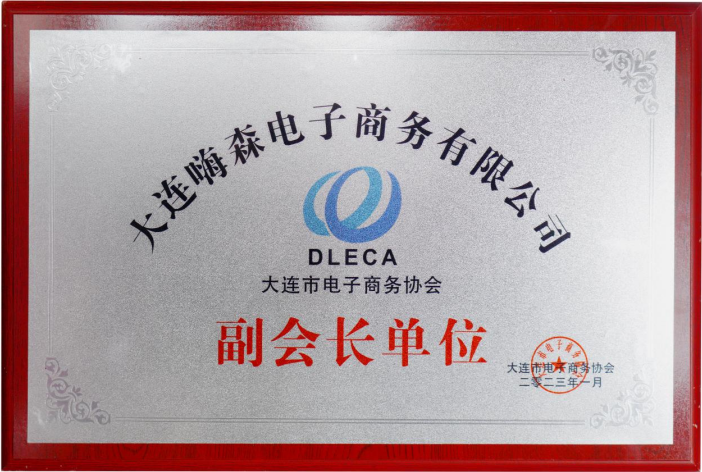 大连嗨森电子商务有限公司
DLECA
大连市电子商务协会
副会长单位
大连市电子商务协会
二零二三年一月